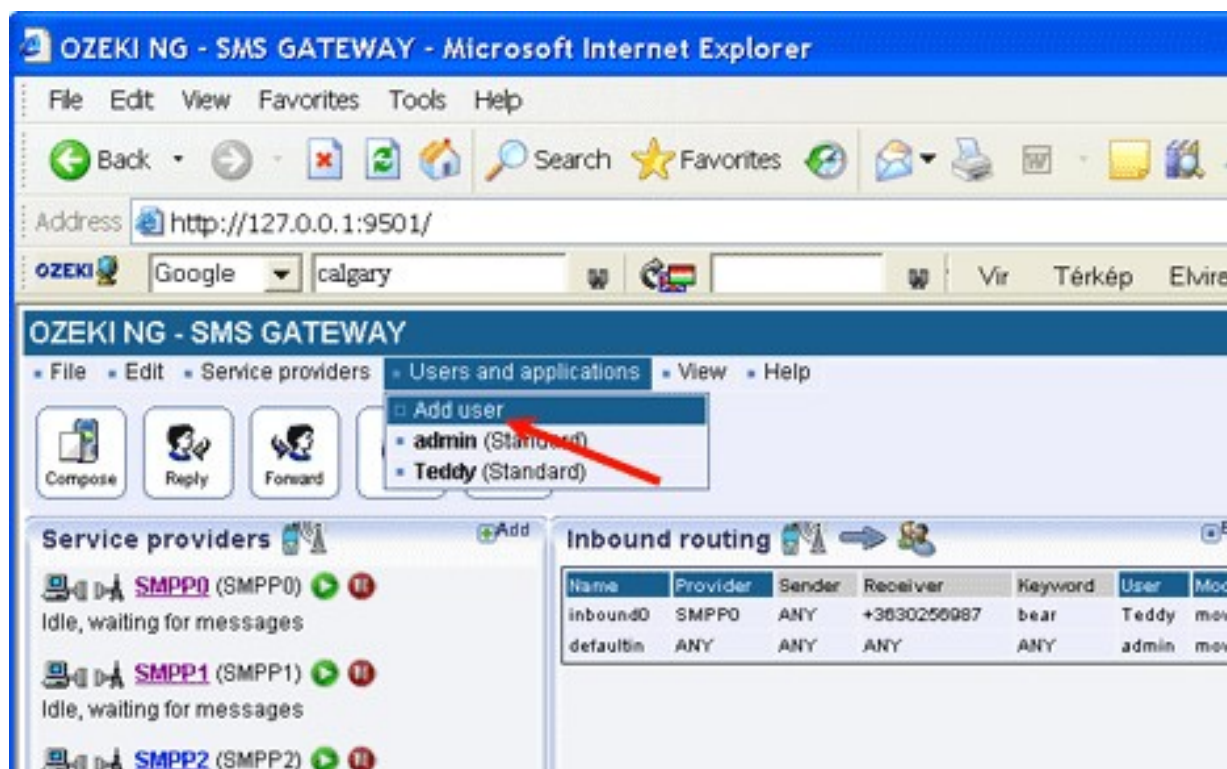 OZEKI NG - SMS GATEWAY - Microsoft Internet Explorer
File Edit View Favorites Tools Help
Back Search Favorites
Address http://127.0.0.1:9501/
OZEKI Google calgary Vir Térkép Elvira
OZEKI NG - SMS GATEWAY
File Edit Service providers Users and applications View Help
Add user
admin (Standard)
Teddy (Standard)
Compose Reply Forward
Service providers Add
SMPP0 (SMPP0)
Idle, waiting for messages
SMPP1 (SMPP1)
Idle, waiting for messages
SMPP2 (SMPP2)
Inbound routing
Name Provider Sender Receiver Keyword User
inbound0 SMPP0 ANY +3630256987 bear Teddy
defaultin ANY ANY ANY ANY admin